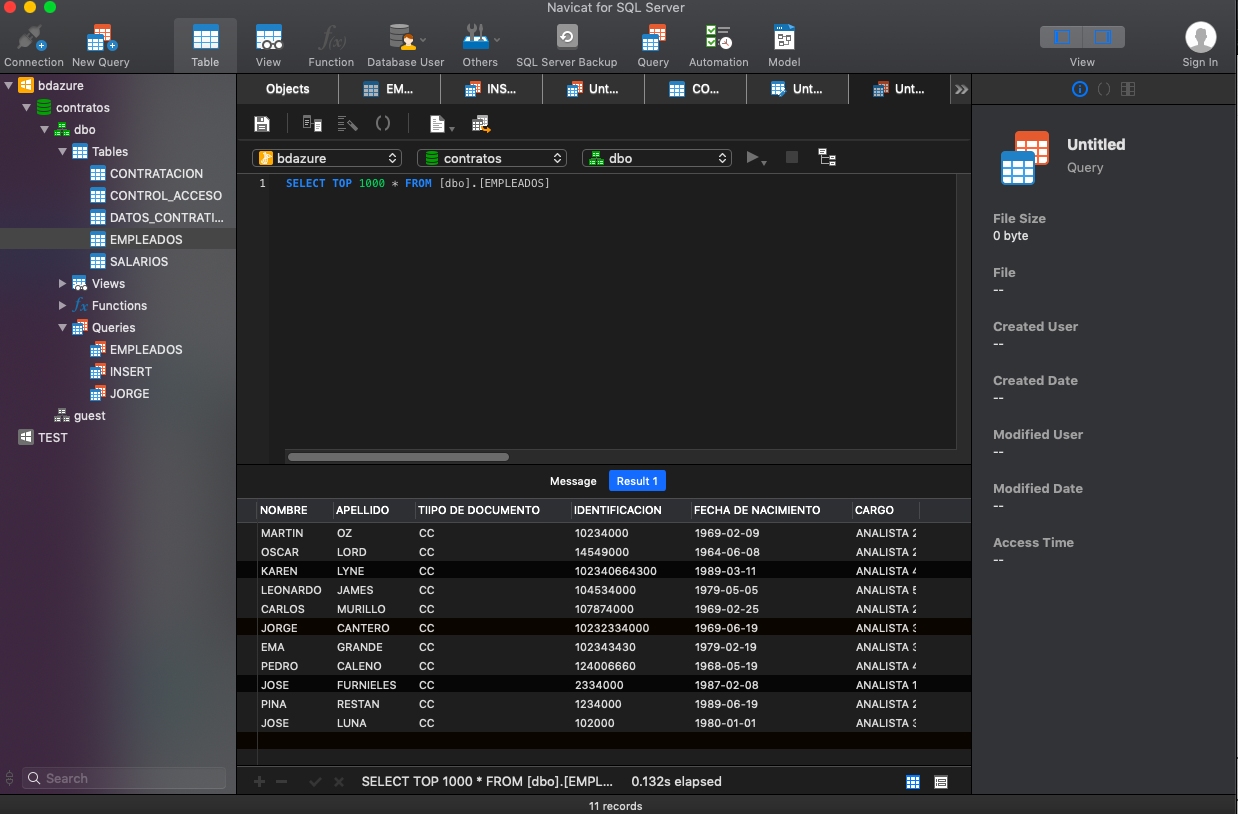 Navicat for SQL Server
Connection New Query Table View Function Database User Others SQL Server Backup Query Automation Model View Sign In
bdazure
contratos
dbo
Tables
CONTRATACION
CONTROL_ACCESO
DATOS_CONTRATI...
EMPLEADOS
SALARIOS
Views
Functions
Queries
EMPLEADOS
INSERT
JORGE
guest
TEST
Search
Objects EM... INS... Unt... CO... Unt... Unt...
bdazure contratos dbo
1 SELECT TOP 1000 * FROM [dbo].[EMPLEADOS]
Message Result 1
NOMBRE APELLIDO TIIPO DE DOCUMENTO IDENTIFICACION FECHA DE NACIMIENTO CARGO
MARTIN OZ CC 10234000 1969-02-09 ANALISTA 2
OSCAR LORD CC 14549000 1964-06-08 ANALISTA 2
KAREN LYNE CC 102340664300 1989-03-11 ANALISTA 4
LEONARDO JAMES CC 104534000 1979-05-05 ANALISTA 5
CARLOS MURILLO CC 107874000 1969-02-25 ANALISTA 2
JORGE CANTERO CC 10232334000 1969-06-19 ANALISTA 3
EMA GRANDE CC 102343430 1979-02-19 ANALISTA 3
PEDRO CALENO CC 124006660 1968-05-19 ANALISTA 4
JOSE FURNIELES CC 2334000 1987-02-08 ANALISTA 1
PINA RESTAN CC 1234000 1989-06-19 ANALISTA 2
JOSE LUNA CC 102000 1980-01-01 ANALISTA 3
SELECT TOP 1000 * FROM [dbo].[EMPL... 0.132s elapsed
Untitled
Query
File Size
0 byte
File
--
Created User
--
Created Date
--
Modified User
--
Modified Date
--
Access Time
--
11 records